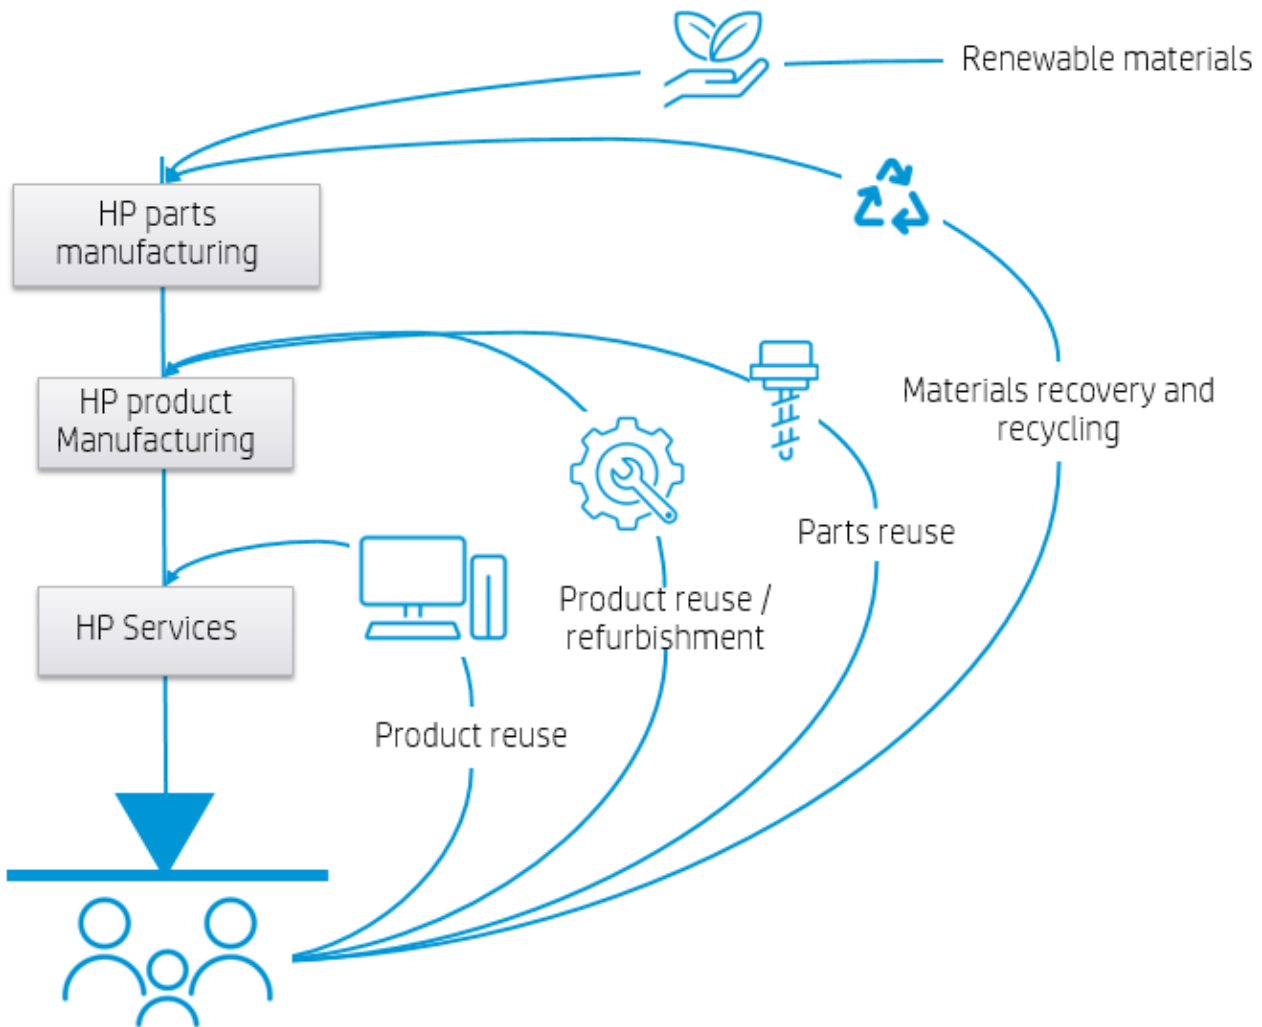 Renewable materials
HP parts
manufacturing
HP product
Manufacturing
Materials recovery and
recycling
Parts reuse
Product reuse /
refurbishment
HP Services
Product reuse